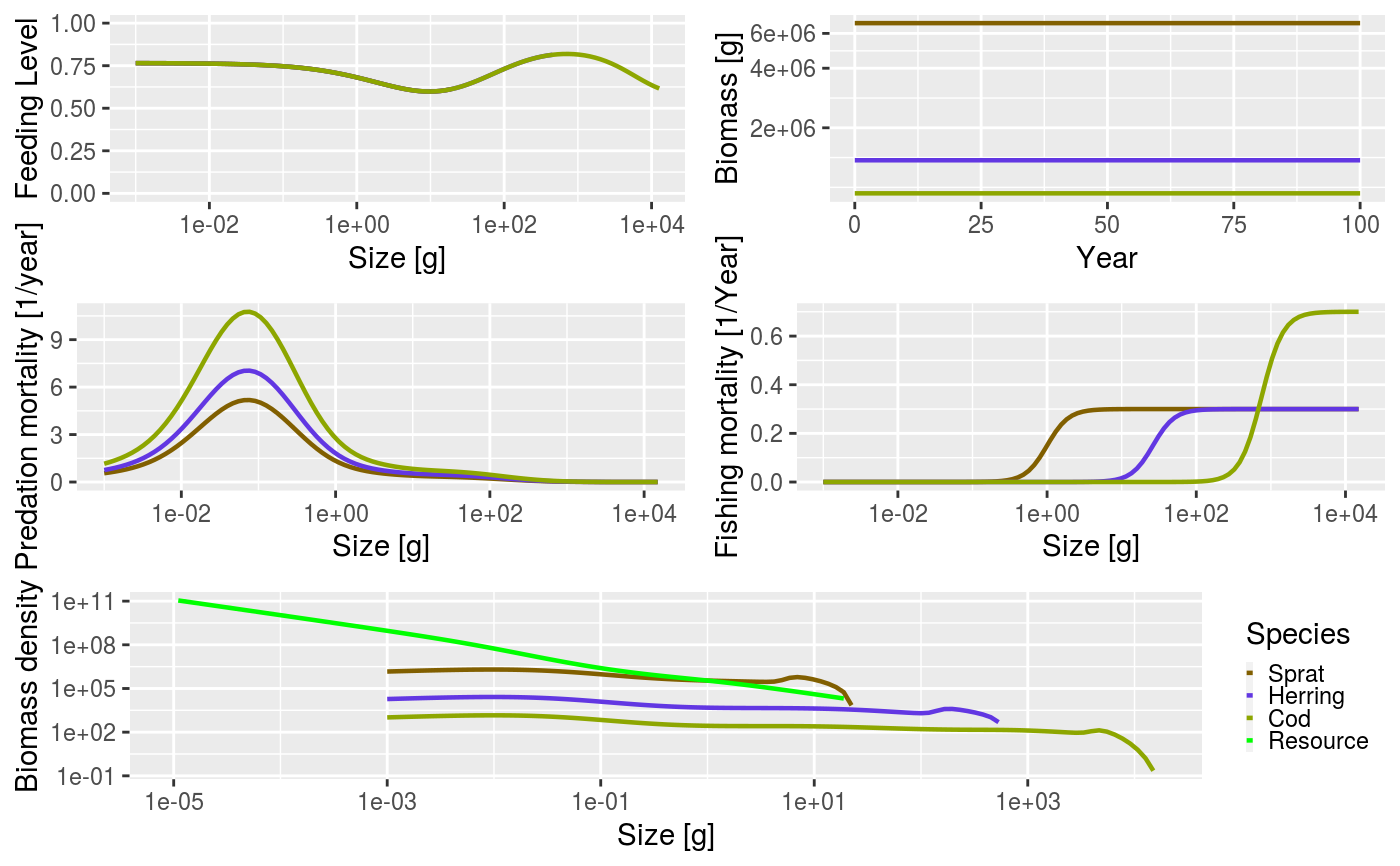 Feeding Level
1.00
0.75
0.50
0.25
0.00
1e-02
1e+00
1e+02
1e+04
Size [g]
Biomass [g]
6e+06
4e+06
2e+06
0
25
50
75
100
Year
Predation mortality [1/year]
9
6
3
0
1e-02
1e+00
1e+02
1e+04
Size [g]
Fishing mortality [1/Year]
0.6
0.4
0.2
0.0
1e-02
1e+00
1e+02
1e+04
Size [g]
Biomass density
1e+11
1e+08
1e+05
1e+02
1e-01
1e-05
1e-03
1e-01
1e+01
1e+03
Size [g]
Species
Sprat
Herring
Cod
Resource